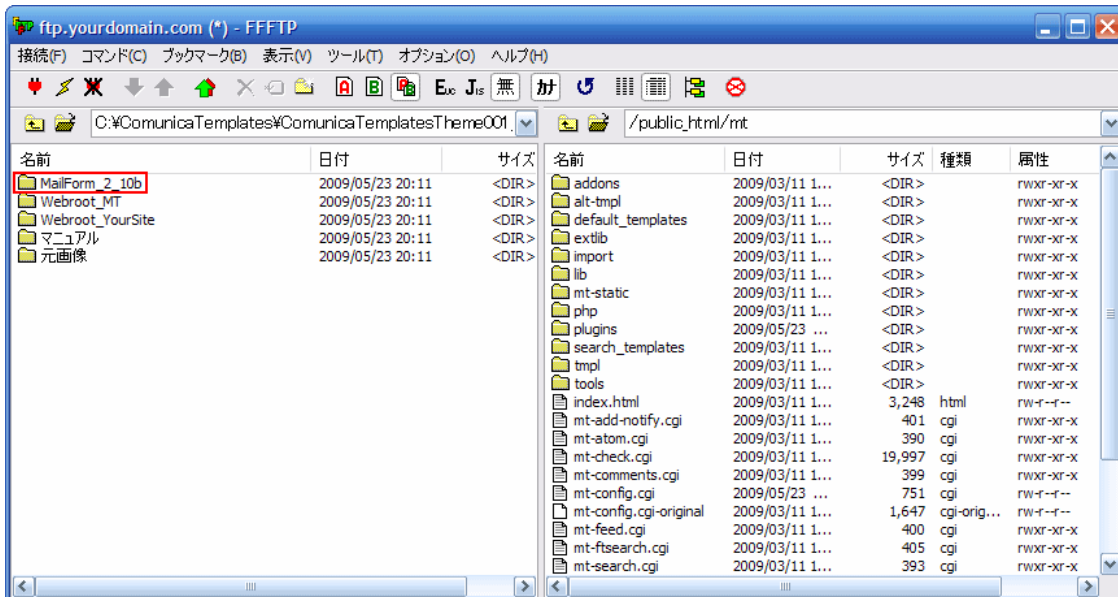 ftp.yourdomain.com (*) - FFFTP
接続(F) コマンド(C) ブックマーク(B) 表示(V) ツール(T) オプション(O) ヘルプ(H)
A B Euc Jis 無 カナ
C:¥ComunicaTemplates¥ComunicaTemplatesTheme001 /public_html/mt
名前 日付 サイズ 名前 日付 サイズ 種類 属性
MailForm_2_10b 2009/05/23 20:11 <DIR> addons 2009/03/11 1... <DIR> rwxr-xr-x
Webroot_MT 2009/05/23 20:11 <DIR> alt-tmpl 2009/03/11 1... <DIR> rwxr-xr-x
Webroot_YourSite 2009/05/23 20:11 <DIR> default_templates 2009/03/11 1... <DIR> rwxr-xr-x
マニュアル 2009/05/23 20:11 <DIR> extlib 2009/03/11 1... <DIR> rwxr-xr-x
元画像 2009/05/23 20:11 <DIR> import 2009/03/11 1... <DIR> rwxr-xr-x
lib 2009/03/11 1... <DIR> rwxr-xr-x
mt-static 2009/03/11 1... <DIR> rwxr-xr-x
php 2009/03/11 1... <DIR> rwxr-xr-x
plugins 2009/05/23 ... <DIR> rwxr-xr-x
search_templates 2009/03/11 1... <DIR> rwxr-xr-x
tmpl 2009/03/11 1... <DIR> rwxr-xr-x
tools 2009/03/11 1... <DIR> rwxr-xr-x
index.html 2009/03/11 1... 3,248 html rw-r--r--
mt-add-notify.cgi 2009/03/11 1... 401 cgi rwxr-xr-x
mt-atom.cgi 2009/03/11 1... 390 cgi rwxr-xr-x
mt-check.cgi 2009/03/11 1... 19,997 cgi rwxr-xr-x
mt-comments.cgi 2009/03/11 1... 399 cgi rwxr-xr-x
mt-config.cgi 2009/05/23 ... 751 cgi rw-r--r--
mt-config.cgi-original 2009/03/11 1... 1,647 cgi-orig... rw-r--r--
mt-feed.cgi 2009/03/11 1... 400 cgi rwxr-xr-x
mt-ftsearch.cgi 2009/03/11 1... 405 cgi rwxr-xr-x
mt-search.cgi 2009/03/11 1... 393 cgi rwxr-xr-x